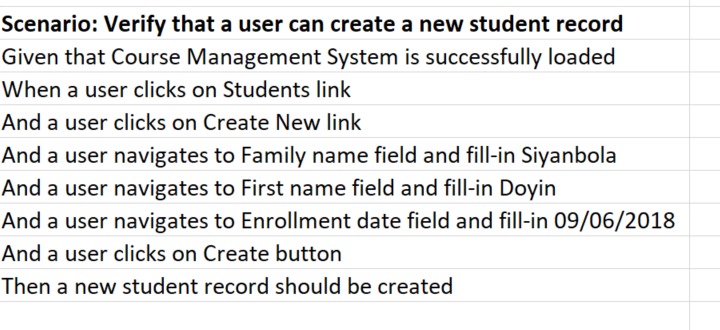 Scenario: Verify that a user can create a new student record
Given that Course Management System is successfully loaded
When a user clicks on Students link
And a user clicks on Create New link
And a user navigates to Family name field and fill-in Siyanbola
And a user navigates to First name field and fill-in Doyin
And a user navigates to Enrollment date field and fill-in 09/06/2018
And a user clicks on Create button
Then a new student record should be created